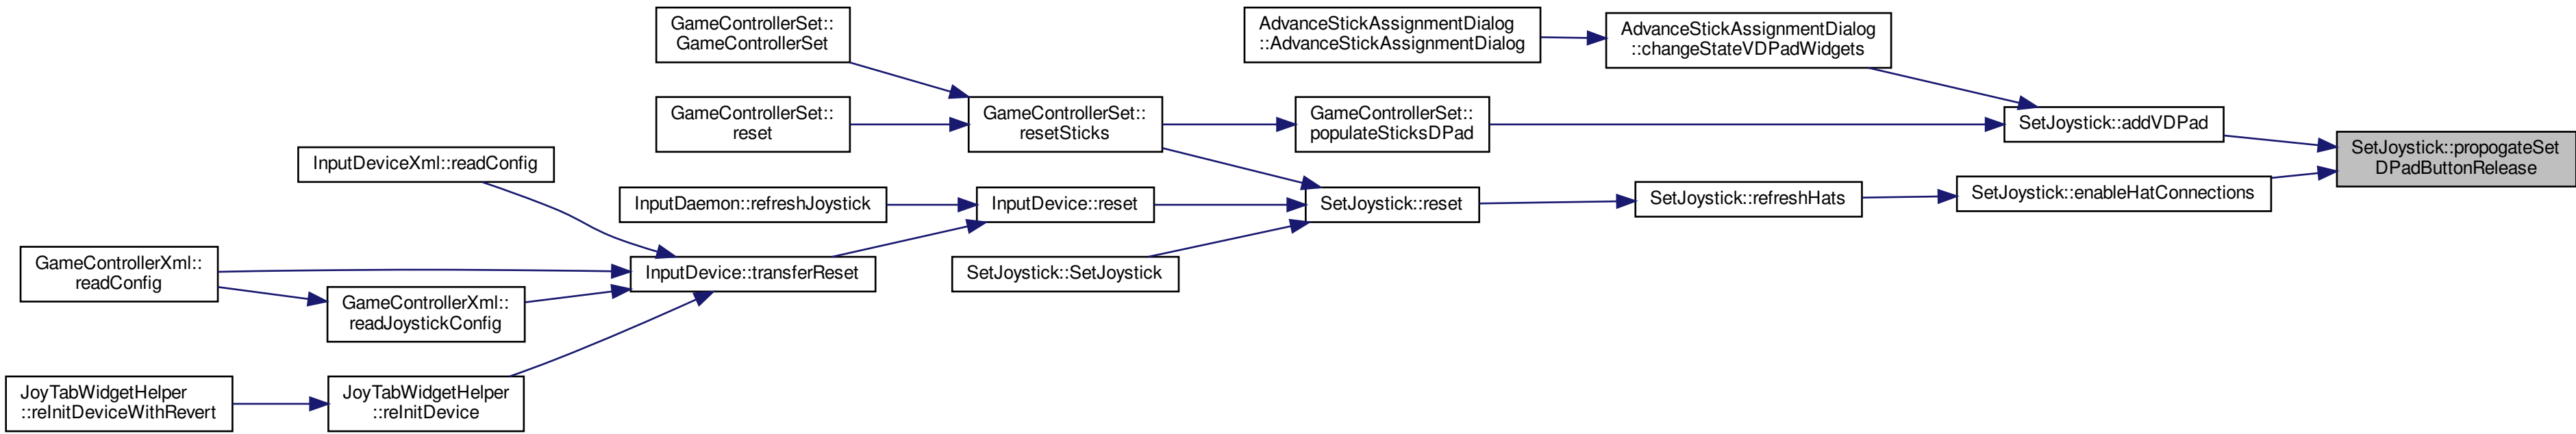 GameControllerSet::
GameControllerSet
AdvanceStickAssignmentDialog
::AdvanceStickAssignmentDialog
AdvanceStickAssignmentDialog
::changeStateVDPadWidgets
GameControllerSet::
reset
GameControllerSet::
resetSticks
GameControllerSet::
populateSticksDPad
SetJoystick::addVDPad
SetJoystick::propogateSet
DPadButtonRelease
InputDeviceXml::readConfig
InputDaemon::refreshJoystick
InputDevice::reset
SetJoystick::reset
SetJoystick::refreshHats
SetJoystick::enableHatConnections
GameControllerXml::
readConfig
InputDevice::transferReset
SetJoystick::SetJoystick
GameControllerXml::
readJoystickConfig
JoyTabWidgetHelper
::reInitDeviceWithRevert
JoyTabWidgetHelper
::reInitDevice